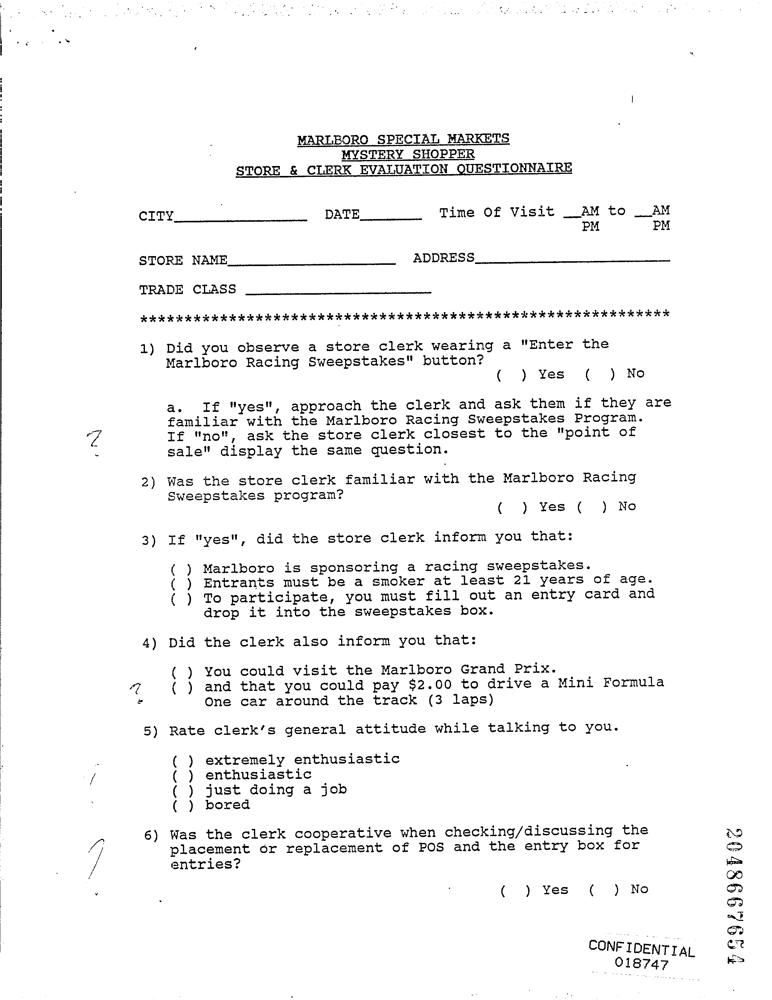 MARLBORO SPECIAL MARKETS
MYSTERY SHOPPER
STORE & CLERK EVALUATION QUESTIONNAIRE
CITY_______________ DATE_______ Time Of Visit __AM to __AM
PM PM
STORE NAME___________________ ADDRESS______________________
TRADE CLASS _____________________
************************************************************
1) Did you observe a store clerk wearing a "Enter the
Marlboro Racing Sweepstakes" button?
( ) Yes ( ) No
a. If "yes", approach the clerk and ask them if they are
familiar with the Marlboro Racing Sweepstakes Program.
If "no", ask the store clerk closest to the "point of
?
sale" display the same question.
2) Was the store clerk familiar with the Marlboro Racing
Sweepstakes program?
( ) Yes ( ) No
3) If "yes", did the store clerk inform you that:
( ) Marlboro is sponsoring a racing sweepstakes.
( ) Entrants must be a smoker at least 21 years of age.
( ) To participate, you must fill out an entry card and
drop it into the sweepstakes box.
4) Did the clerk also inform you that:
( ) You could visit the Marlboro Grand Prix.
? ( ) and that you could pay $2.00 to drive a Mini Formula
One car around the track (3 laps)
5) Rate clerk's general attitude while talking to you.
( ) extremely enthusiastic
( ) enthusiastic
( ) just doing a job
( ) bored
6) Was the clerk cooperative when checking/discussing the
? placement or replacement of POS and the entry box for
entries?
( ) Yes ( ) No
2048667654
CONFIDENTIAL
018747